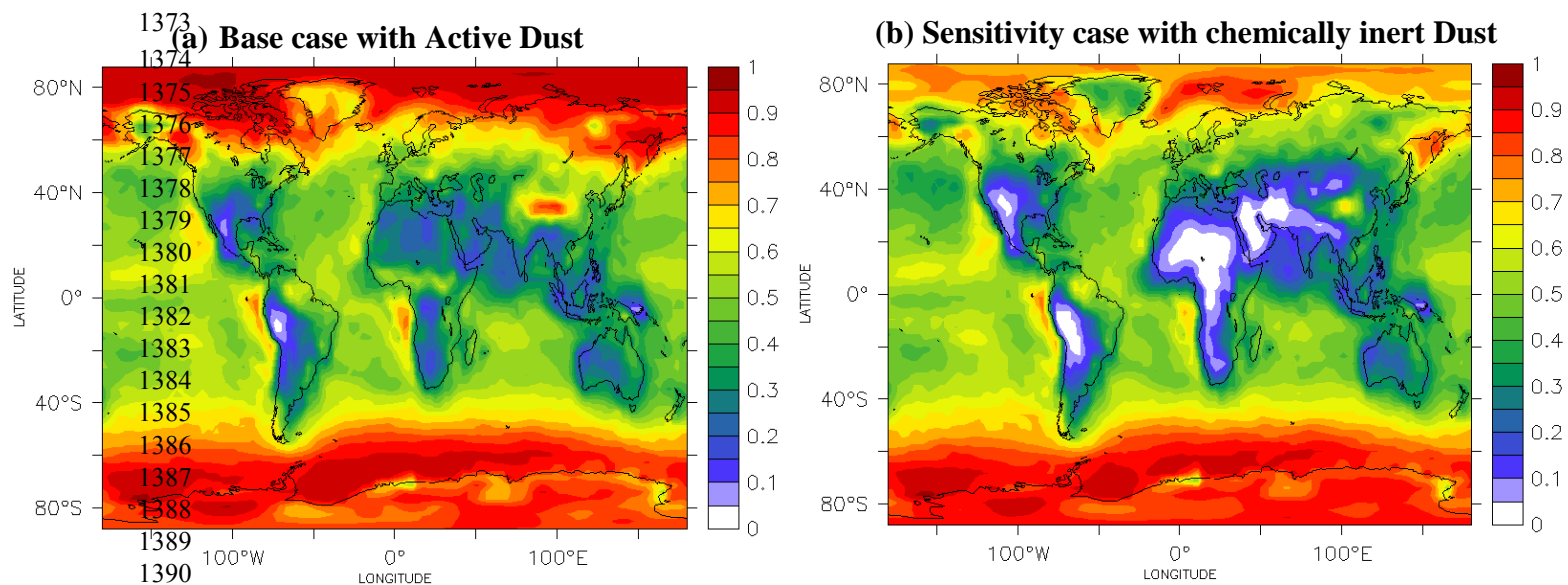 1373
(a) Base case with Active Dust
(b) Sensitivity case with chemically inert Dust
1374
1375
1376
1377
1378
1379
1380
1381
1382
1383
1384
1385
1386
1387
1388
1389
1390
80°N
40°N
0°
40°S
80°S
LATITUDE
100°W
0°
100°E
LONGITUDE
1
0.9
0.8
0.7
0.6
0.5
0.4
0.3
0.2
0.1
0
80°N
40°N
0°
40°S
80°S
LATITUDE
100°W
0°
100°E
LONGITUDE
1
0.9
0.8
0.7
0.6
0.5
0.4
0.3
0.2
0.1
0